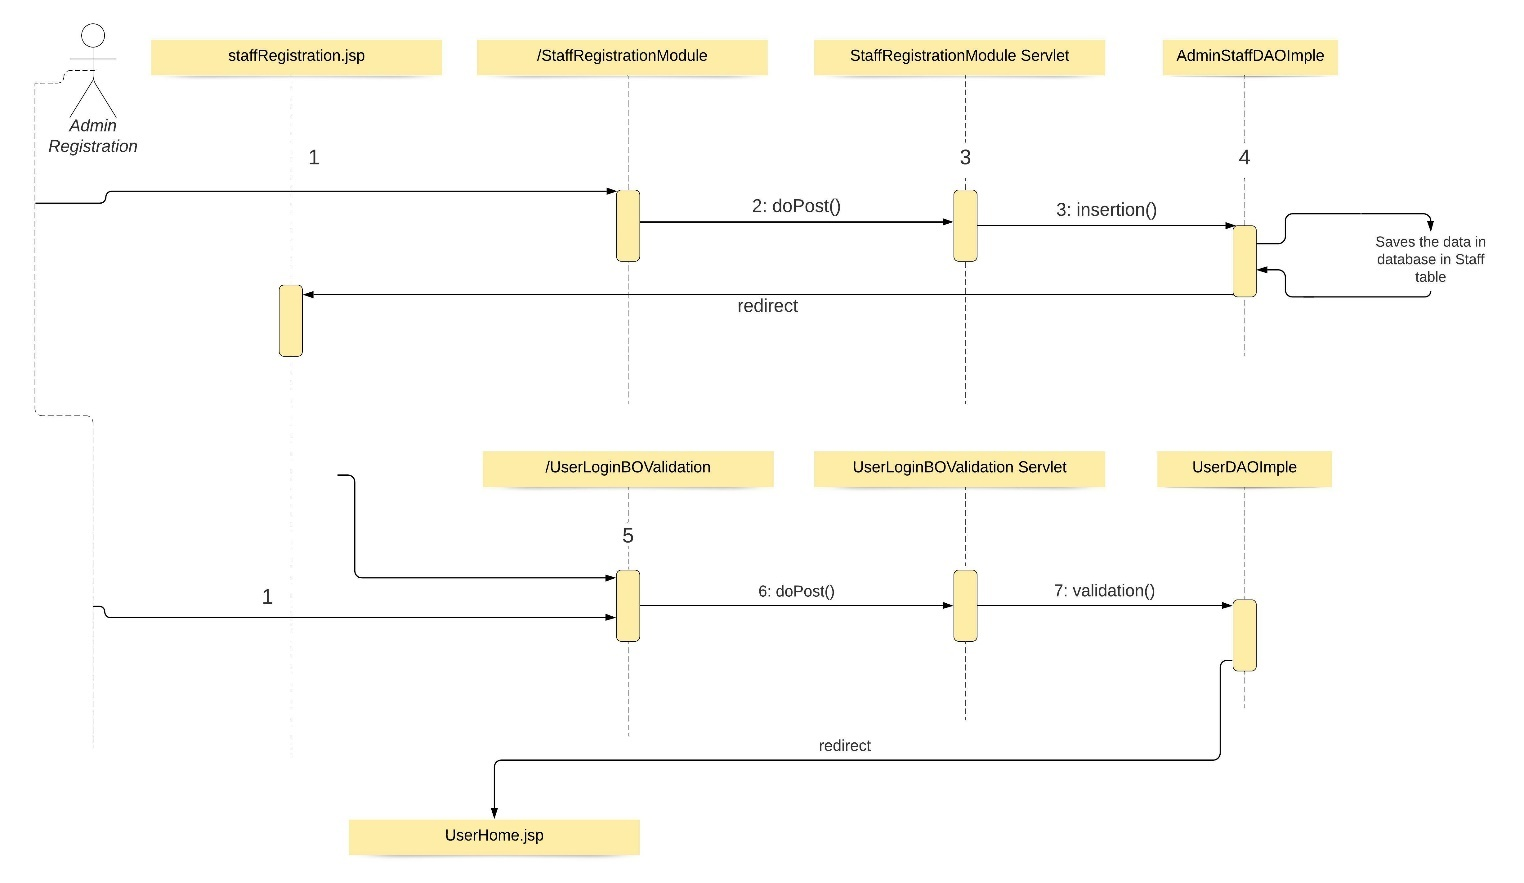 staffRegistration.jsp
/StaffRegistrationModule
StaffRegistrationModule Servlet
AdminStaffDAOImple
Admin
Registration
1
3
4
2: doPost()
3: insertion()
Saves the data in
database in Staff
table
redirect
/UserLoginBOValidation
UserLoginBOValidation Servlet
UserDAOImple
5
1
6: doPost()
7: validation()
redirect
UserHome.jsp